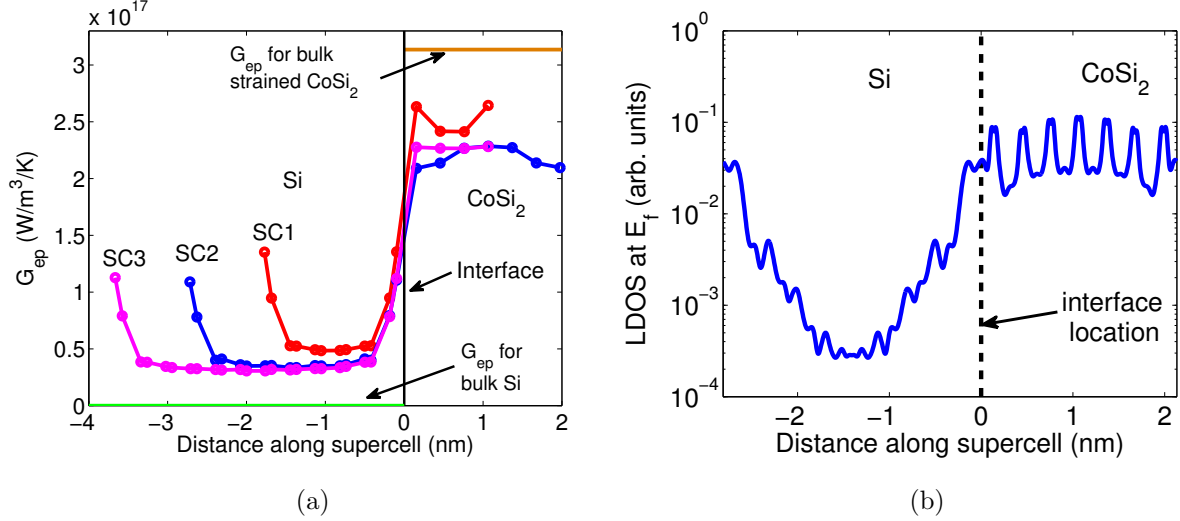 x 10^17
G_ep for bulk
strained CoSi_2
Si
CoSi_2
SC3
SC2
SC1
Interface
G_ep for
bulk Si
G_ep (W/m^3/K)
3
2.5
2
1.5
1
0.5
0
−4 −3 −2 −1 0 1 2
Distance along supercell (nm)
(a)
LDOS at E_f (arb. units)
10^0
10^−1
10^−2
10^−3
10^−4
Si
CoSi_2
interface
location
−2 −1 0 1 2
Distance along supercell (nm)
(b)